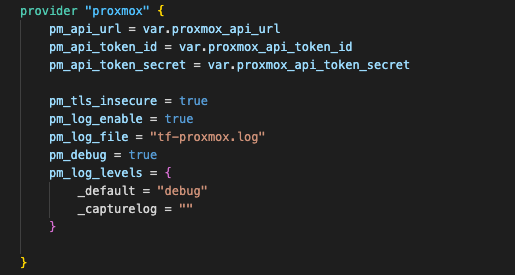 provider "proxmox" {
    pm_api_url = var.proxmox_api_url
    pm_api_token_id = var.proxmox_api_token_id
    pm_api_token_secret = var.proxmox_api_token_secret

    pm_tls_insecure = true
    pm_log_enable = true
    pm_log_file = "tf-proxmox.log"
    pm_debug = true
    pm_log_levels = {
        _default = "debug"
        _capturelog = ""
    }

}